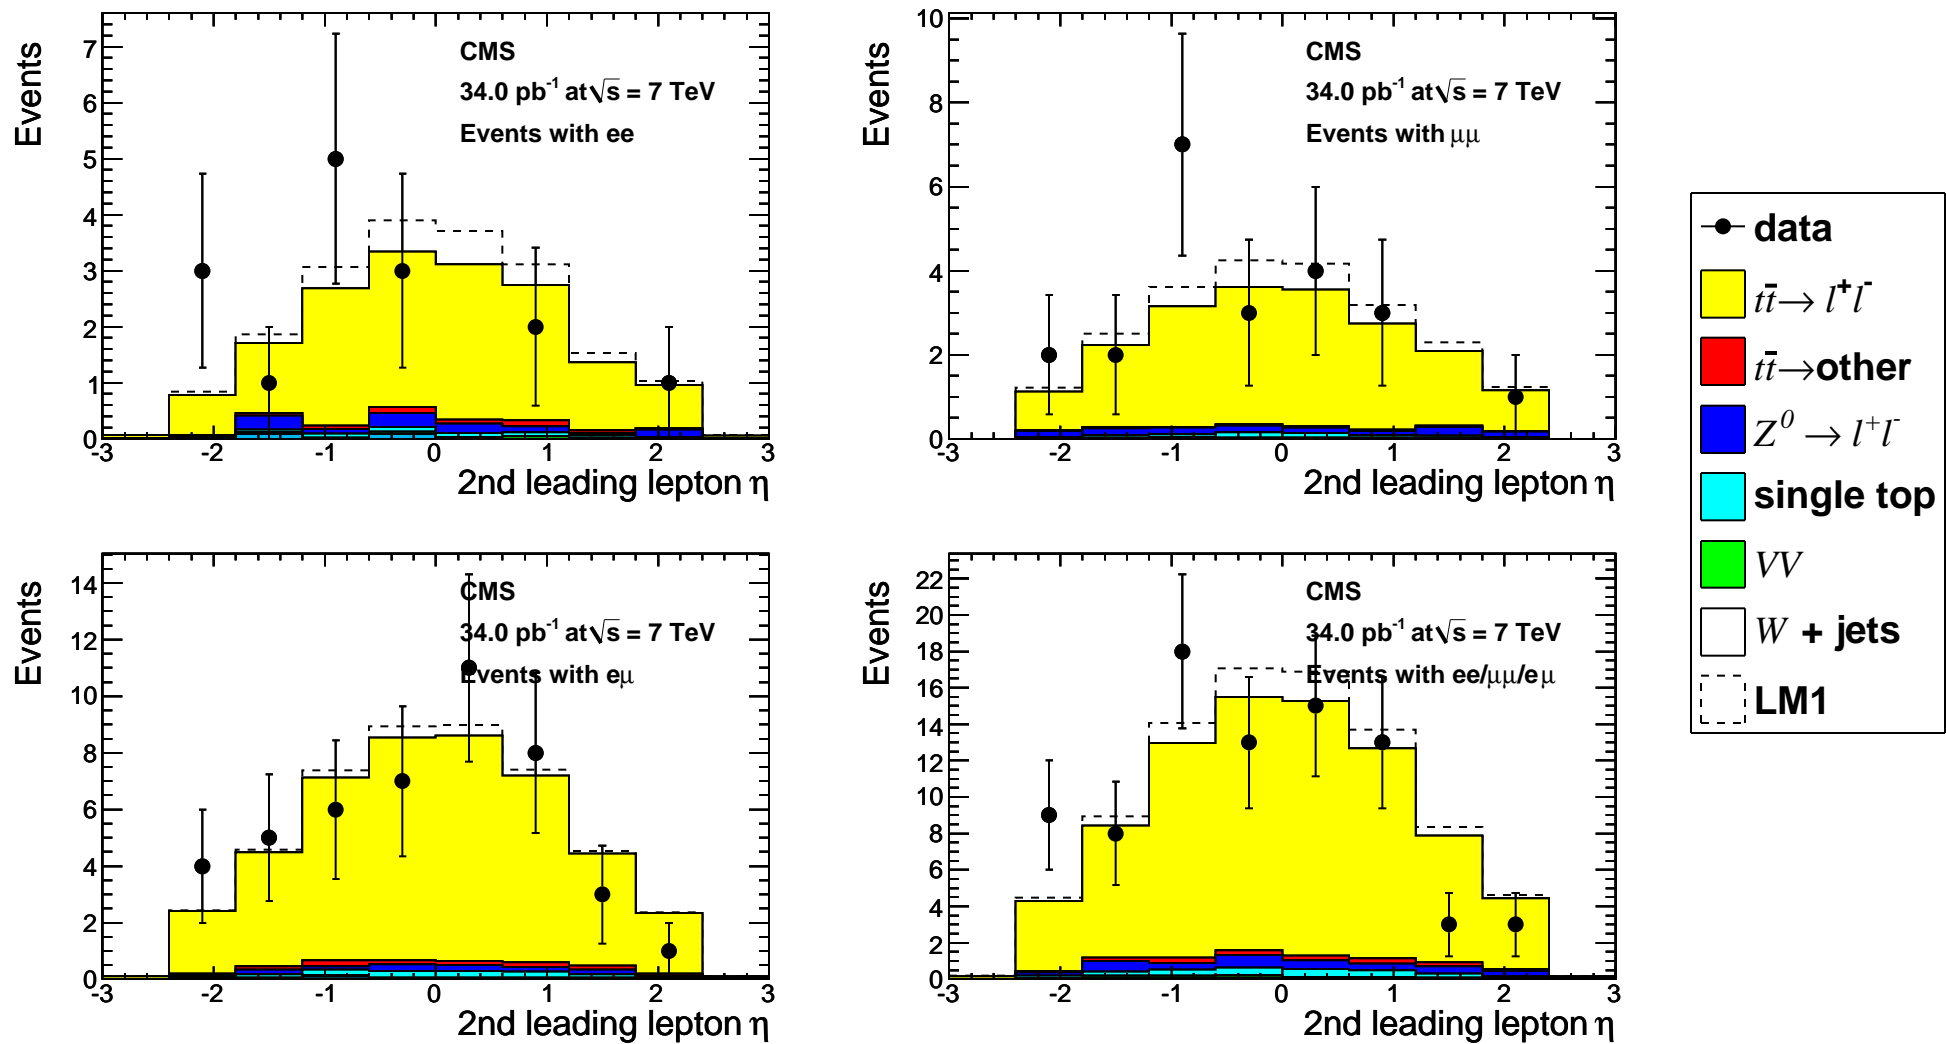 Events
7
6
5
4
3
2
1
0
CMS
34.0 pb⁻¹ at √s = 7 TeV
Events with ee
-3 -2 -1 0 1 2 3
2nd leading lepton η
Events
10
8
6
4
2
0
CMS
34.0 pb⁻¹ at √s = 7 TeV
Events with μμ
-3 -2 -1 0 1 2 3
2nd leading lepton η
Events
14
12
10
8
6
4
2
0
CMS
34.0 pb⁻¹ at √s = 7 TeV
Events with eμ
-3 -2 -1 0 1 2 3
2nd leading lepton η
Events
22
20
18
16
14
12
10
8
6
4
2
0
CMS
34.0 pb⁻¹ at √s = 7 TeV
Events with ee/μμ/eμ
-3 -2 -1 0 1 2 3
2nd leading lepton η
data
tt̄ → l⁺l⁻
tt̄ → other
Z⁰ → l⁺l⁻
single top
VV
W + jets
LM1